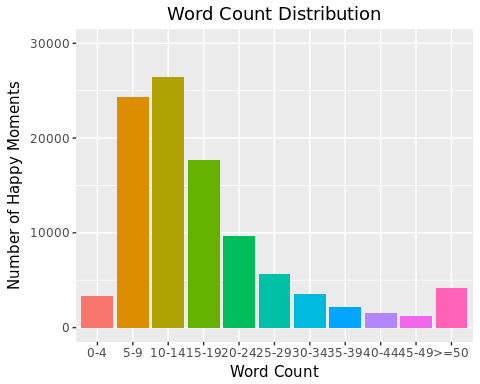 Word Count Distribution
Number of Happy Moments
30000
20000
10000
0
0-4 5-9 10-14 15-19 20-24 25-29 30-34 35-39 40-44 45-49 >=50
Word Count